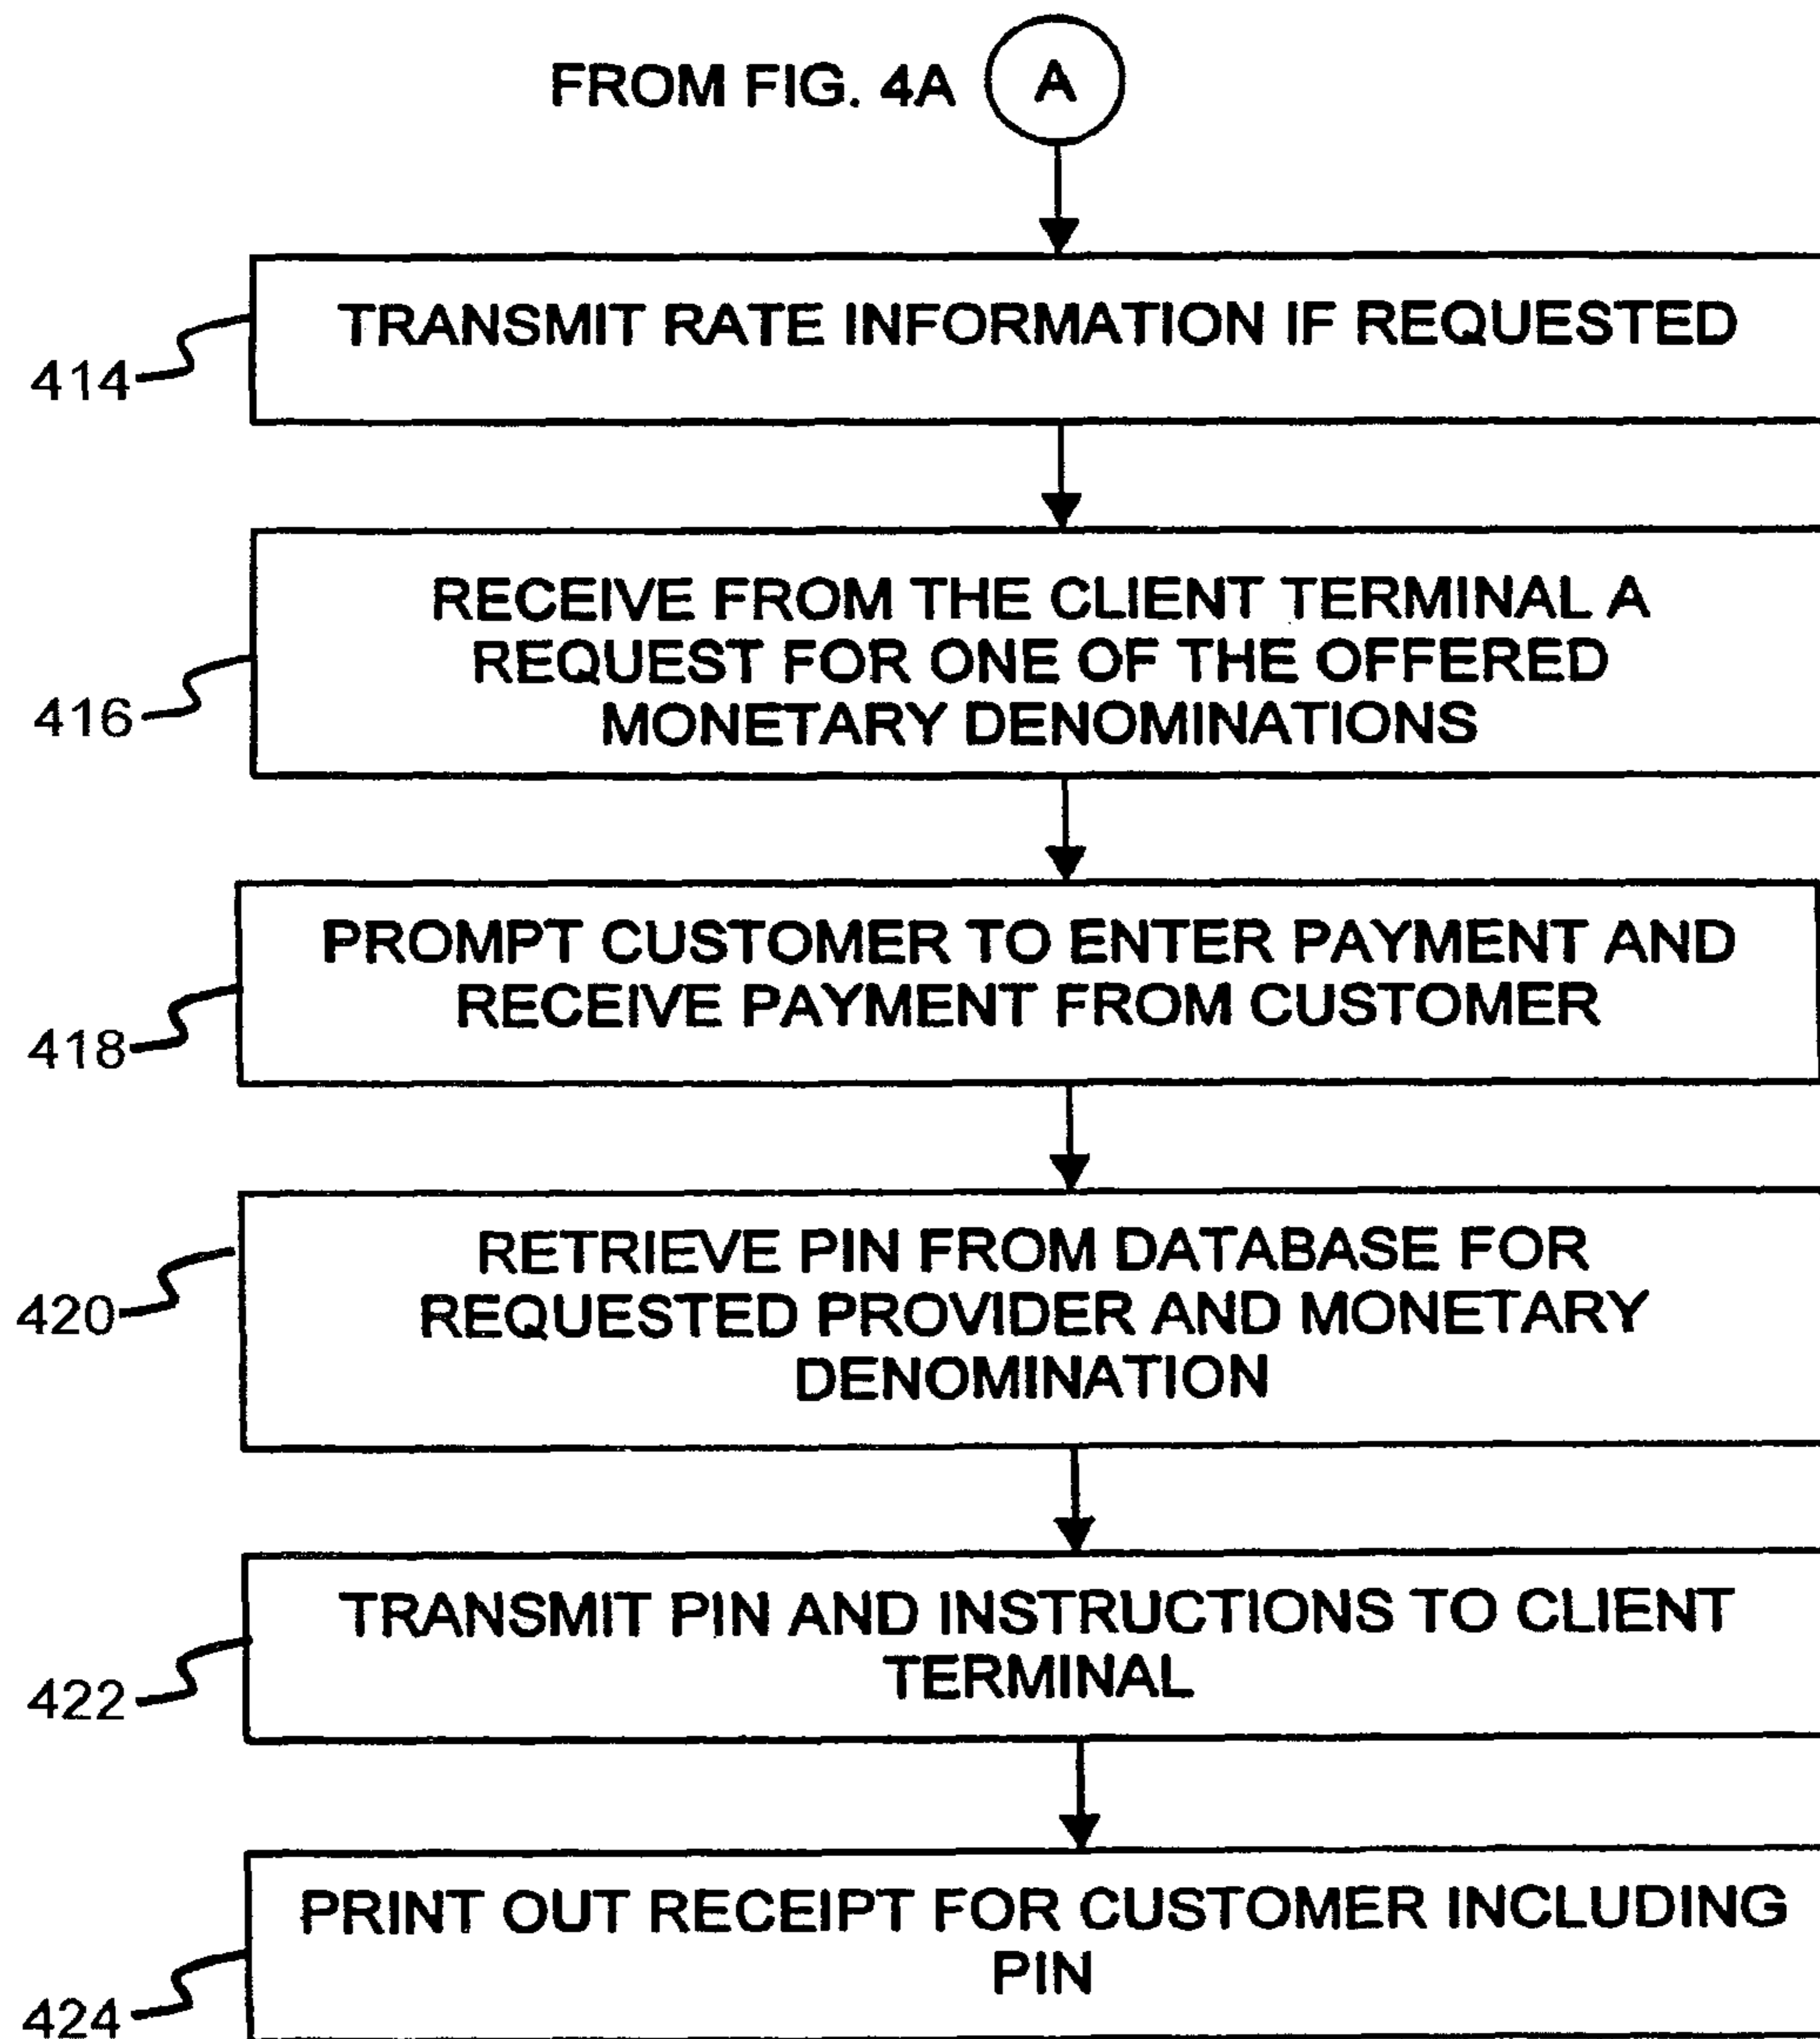 FROM FIG. 4A
A
TRANSMIT RATE INFORMATION IF REQUESTED
414
RECEIVE FROM THE CLIENT TERMINAL A
REQUEST FOR ONE OF THE OFFERED
MONETARY DENOMINATIONS
416
PROMPT CUSTOMER TO ENTER PAYMENT AND
RECEIVE PAYMENT FROM CUSTOMER
418
RETRIEVE PIN FROM DATABASE FOR
REQUESTED PROVIDER AND MONETARY
DENOMINATION
420
TRANSMIT PIN AND INSTRUCTIONS TO CLIENT
TERMINAL
422
PRINT OUT RECEIPT FOR CUSTOMER INCLUDING
PIN
424